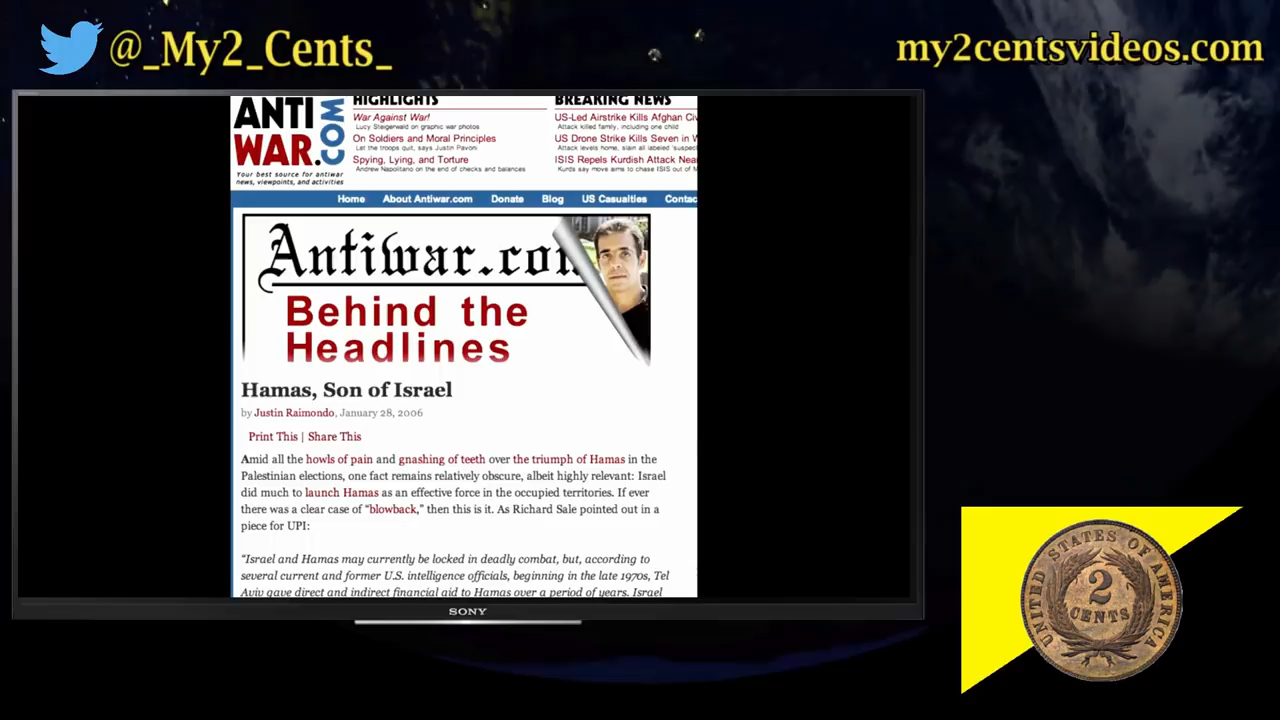 @_My2_Cents_
my2centsvideos.com
ANTI
WAR.COM
Your best source for antiwar
news, viewpoints, and activities
HIGHLIGHTS
War Against War!
Lucy Steigerwald on graphic war photos
On Soldiers and Moral Principles
Let the troops quit, says Justin Pavoni
Spying, Lying, and Torture
Andrew Napolitano on the end of checks and balances
BREAKING NEWS
US-Led Airstrike Kills Afghan Civ
Attack killed family, including one child
US Drone Strike Kills Seven in W
Attack levels home, slain all labeled 'suspec
ISIS Repels Kurdish Attack Nea
Kurds say move aims to chase ISIS out of M
Home About Antiwar.com Donate Blog US Casualties Contac
Antiwar.com
Behind the
Headlines
Hamas, Son of Israel
by Justin Raimondo, January 28, 2006
Print This | Share This
Amid all the howls of pain and gnashing of teeth over the triumph of Hamas in the
Palestinian elections, one fact remains relatively obscure, albeit highly relevant: Israel
did much to launch Hamas as an effective force in the occupied territories. If ever
there was a clear case of "blowback," then this is it. As Richard Sale pointed out in a
piece for UPI:
"Israel and Hamas may currently be locked in deadly combat, but, according to
several current and former U.S. intelligence officials, beginning in the late 1970s, Tel
Aviv gave direct and indirect financial aid to Hamas over a period of years. Israel
SONY
UNITED STATES OF AMERICA
2
CENTS